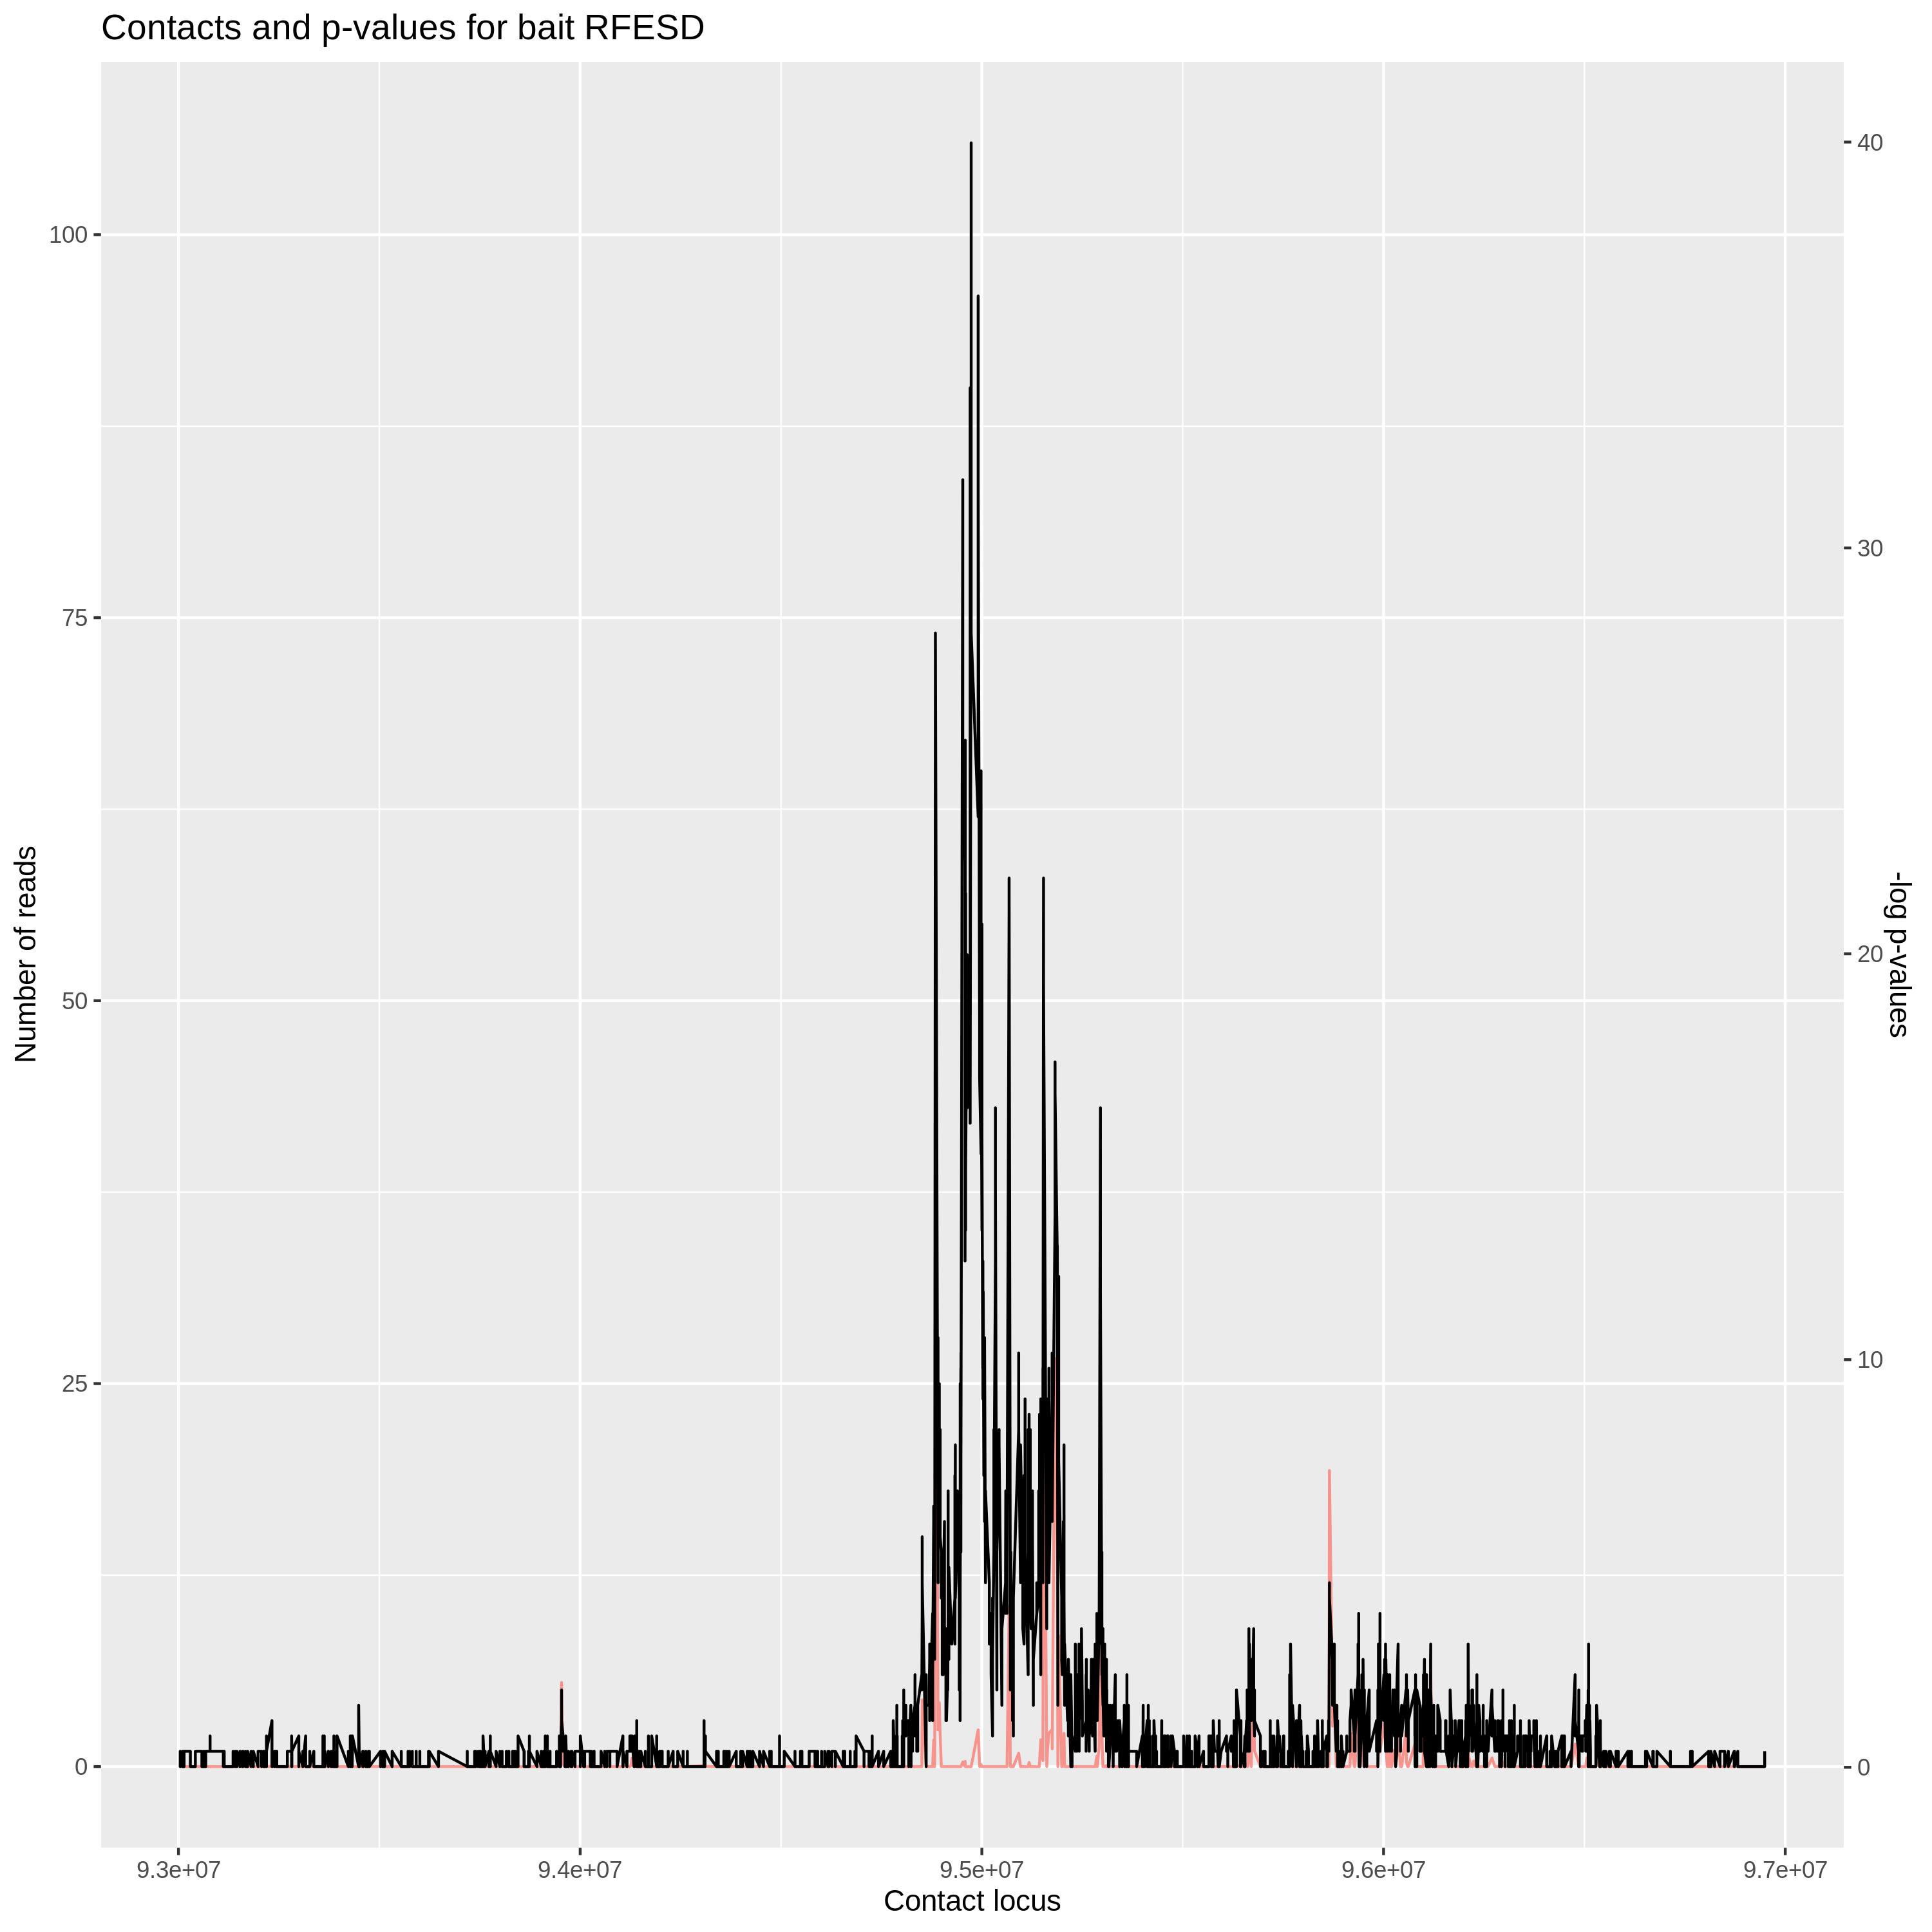 Contacts and p-values for bait RFESD
100
75
50
25
0
Number of reads
40
30
20
10
0
-log p-values
9.3e+07
9.4e+07
9.5e+07
9.6e+07
9.7e+07
Contact locus